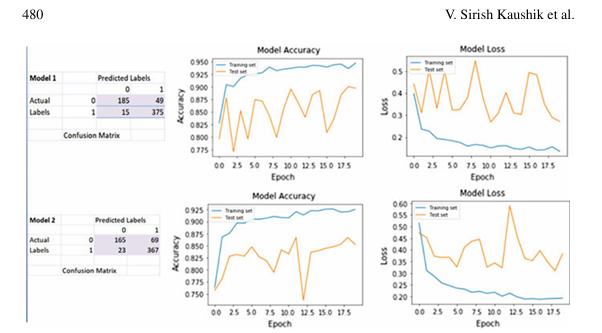 480 V. Sirish Kaushik et al.
Model 1 Predicted Labels
0 1
Actual 0 185 49
Labels 1 15 375
Confusion Matrix
Model Accuracy
Training set
Test set
0.950
0.925
0.900
0.875
0.850
0.825
0.800
0.775
Accuracy
0.0 2.5 5.0 7.5 10.0 12.5 15.0 17.5
Epoch
Model Loss
Training set
Test set
0.5
0.4
0.3
0.2
Loss
0.0 2.5 5.0 7.5 10.0 12.5 15.0 17.5
Epoch
Model 2 Predicted Labels
0 1
Actual 0 165 69
Labels 1 23 367
Confusion Matrix
Model Accuracy
Training set
Test set
0.925
0.900
0.875
0.850
0.825
0.800
0.775
0.750
Accuracy
0.0 2.5 5.0 7.5 10.0 12.5 15.0 17.5
Epoch
Model Loss
Training set
Test set
0.60
0.55
0.50
0.45
0.40
0.35
0.30
0.25
0.20
Loss
0.0 2.5 5.0 7.5 10.0 12.5 15.0 17.5
Epoch